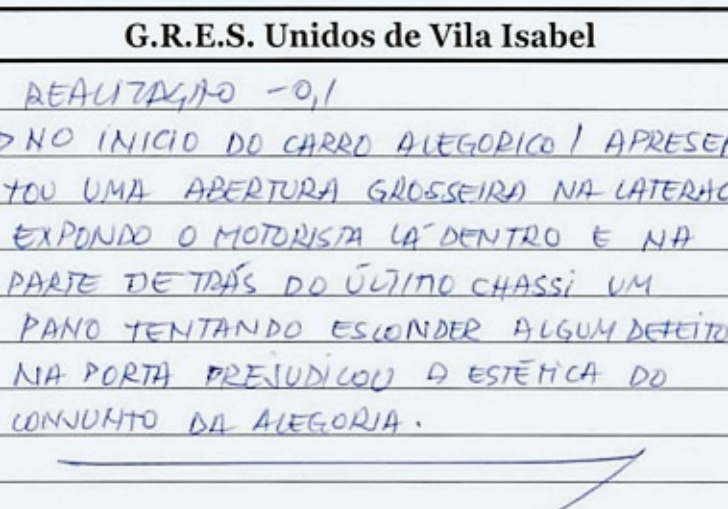 G.R.E.S. Unidos de Vila Isabel
REALIZAÇÃO -0,1
NO INICIO DO CARRO ALEGORICO 1 APRESEN
TOU UMA ABERTURA GROSSEIRA NA LATERAL
EXPONDO O MOTORISTA LÁ DENTRO E NA
PARTE DE TRÁS DO ÚLTIMO CHASSI UM
PANO TENTANDO ESCONDER ALGUM DEFEITO
NA PORTA PREJUDICOU A ESTÉTICA DO
CONJUNTO DA ALEGORIA.